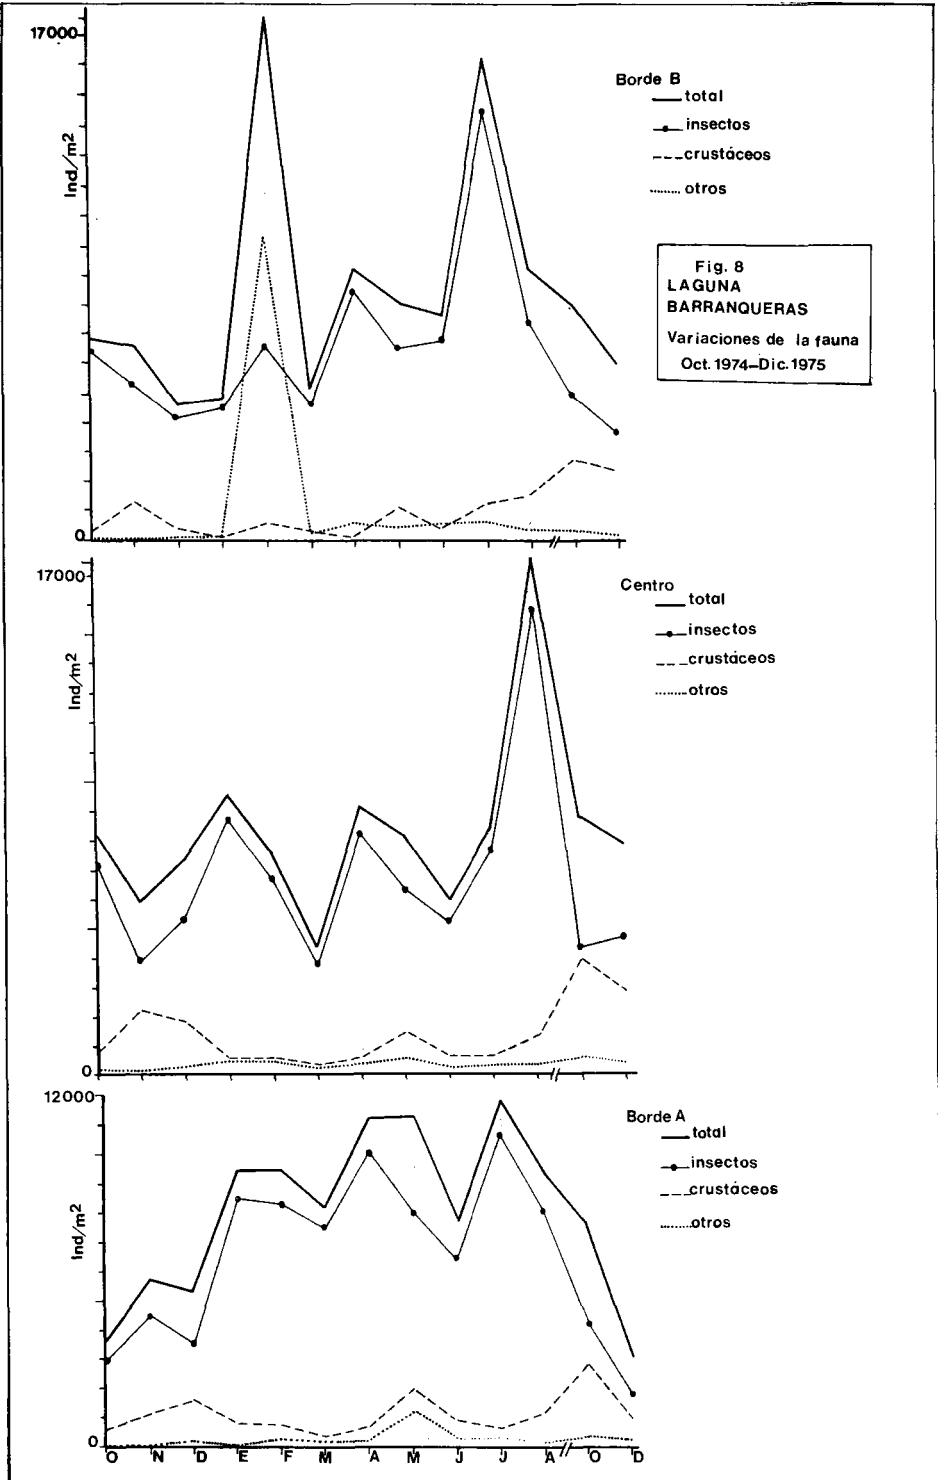 17000
Ind/m2
0
Borde B
total
insectos
crustáceos
otros
Fig. 8
LAGUNA
BARRANQUERAS
Variaciones de la fauna
Oct. 1974–Dic. 1975
17000
Ind/m2
0
Centro
total
insectos
crustáceos
otros
12000
Ind/m2
0
Borde A
total
insectos
crustáceos
otros
O N D E F M A M J J A O D